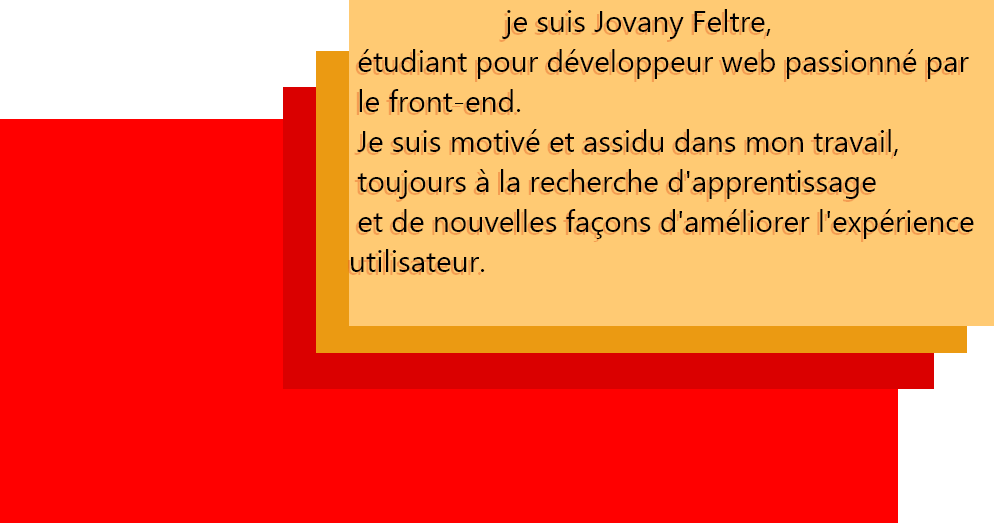 je suis Jovany Feltre,
étudiant pour développeur web passionné par
le front-end.
Je suis motivé et assidu dans mon travail,
toujours à la recherche d'apprentissage
et de nouvelles façons d'améliorer l'expérience
utilisateur.